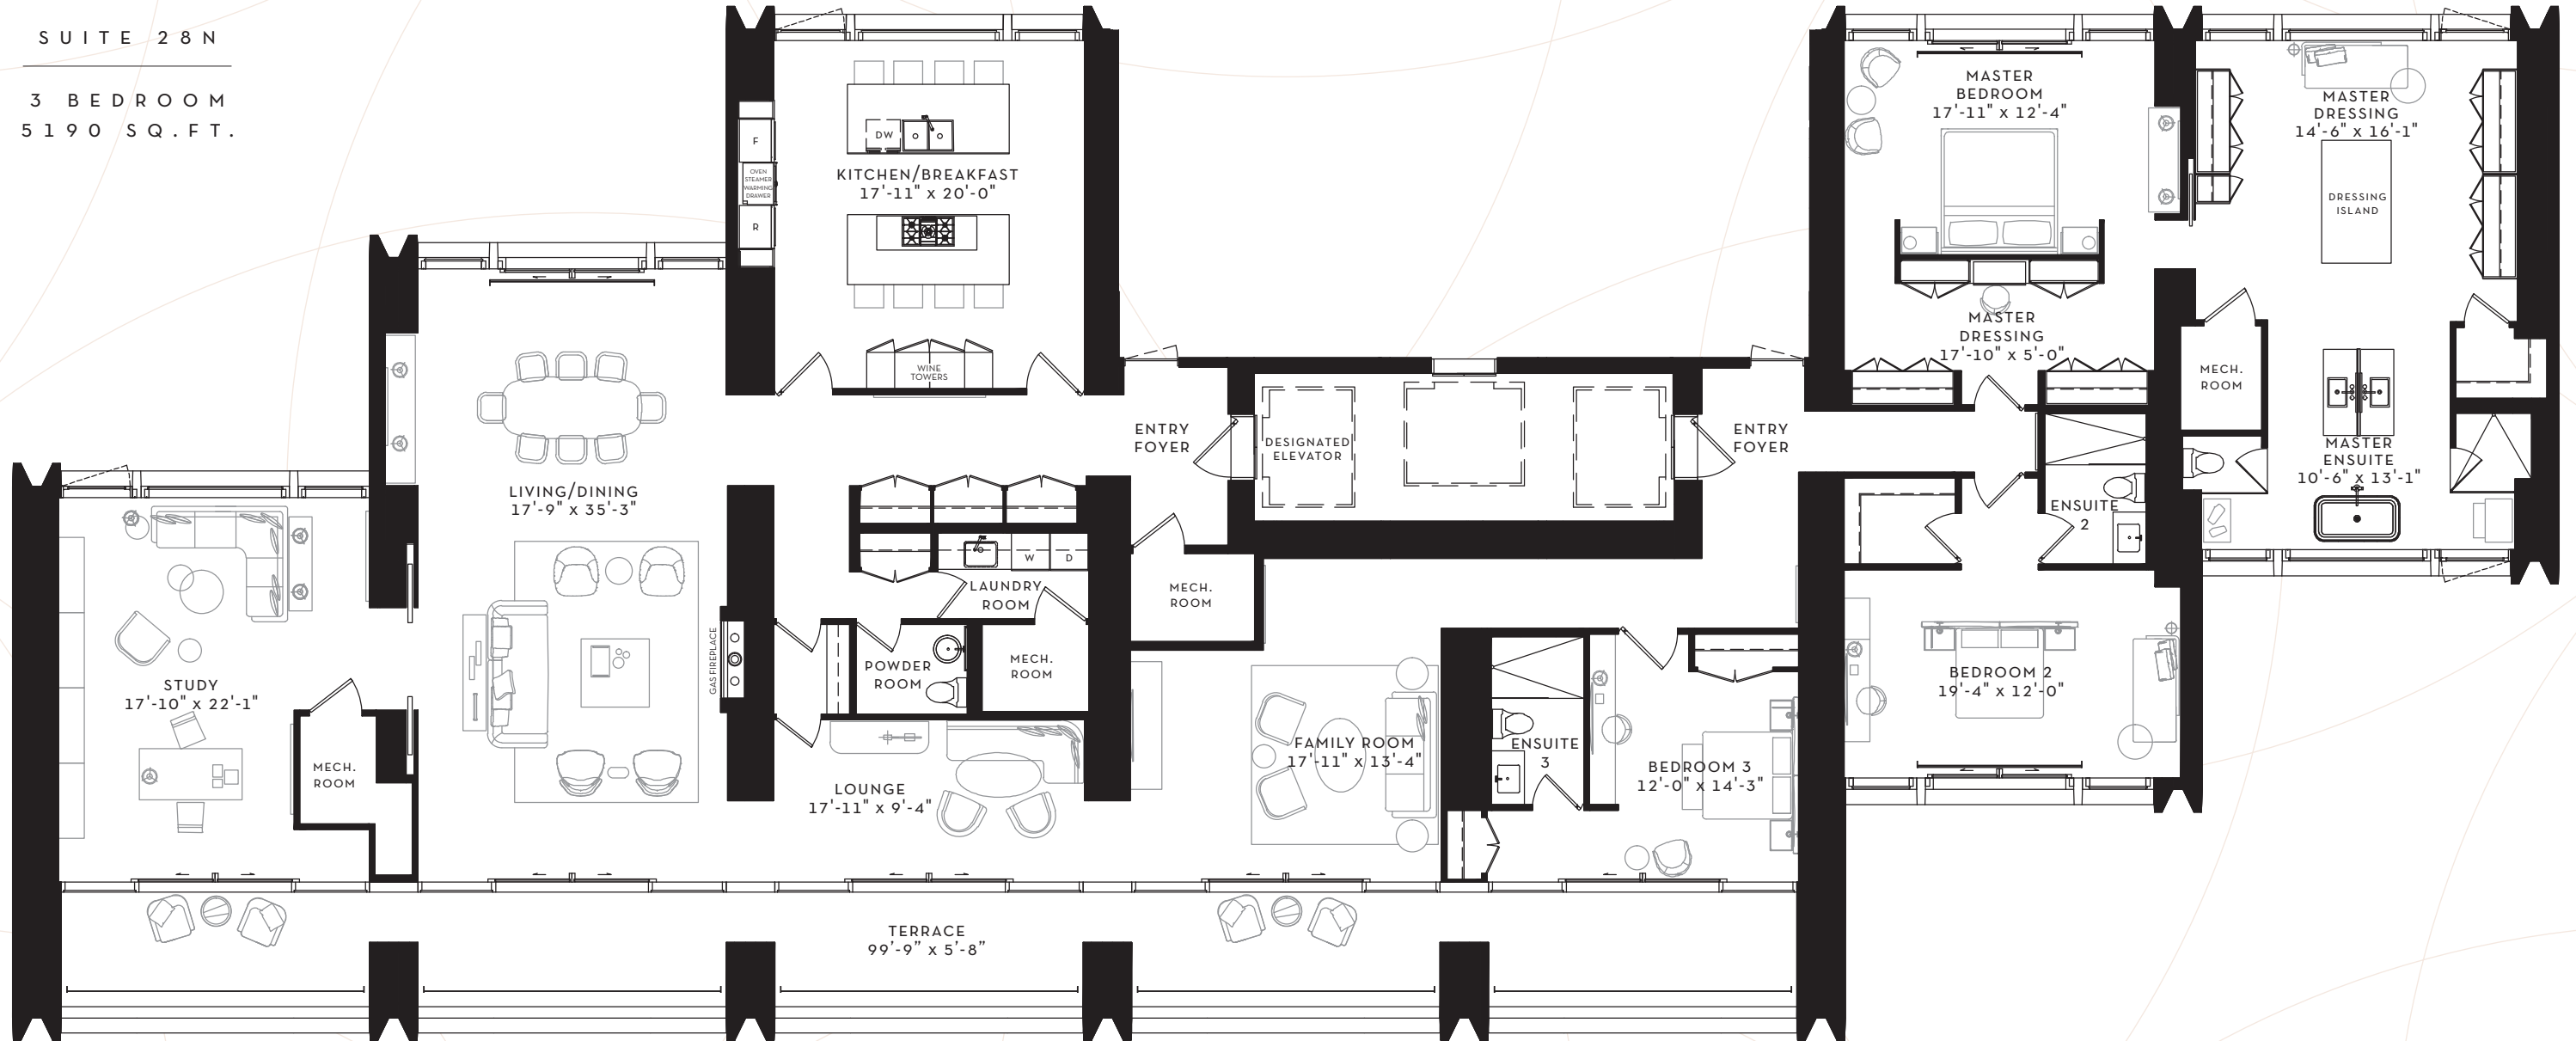 SUITE 28N
3 BEDROOM
5190 SQ.FT.
F
OVEN
STEAMER
WARMING
DRAWER
R
DW
KITCHEN/BREAKFAST
17'-11" x 20'-0"
WINE
TOWERS
LIVING/DINING
17'-9" x 35'-3"
GAS FIREPLACE
STUDY
17'-10" x 22'-1"
MECH.
ROOM
W
D
LAUNDRY
ROOM
POWDER
ROOM
MECH.
ROOM
LOUNGE
17'-11" x 9'-4"
ENTRY
FOYER
DESIGNATED
ELEVATOR
ENTRY
FOYER
MECH.
ROOM
FAMILY ROOM
17'-11" x 13'-4"
ENSUITE
3
BEDROOM 3
12'-0" x 14'-3"
TERRACE
99'-9" x 5'-8"
MASTER
BEDROOM
17'-11" x 12'-4"
MASTER
DRESSING
17'-10" x 5'-0"
MASTER
DRESSING
14'-6" x 16'-1"
DRESSING
ISLAND
MECH.
ROOM
MASTER
ENSUITE
10'-6" x 13'-1"
ENSUITE
2
BEDROOM 2
19'-4" x 12'-0"